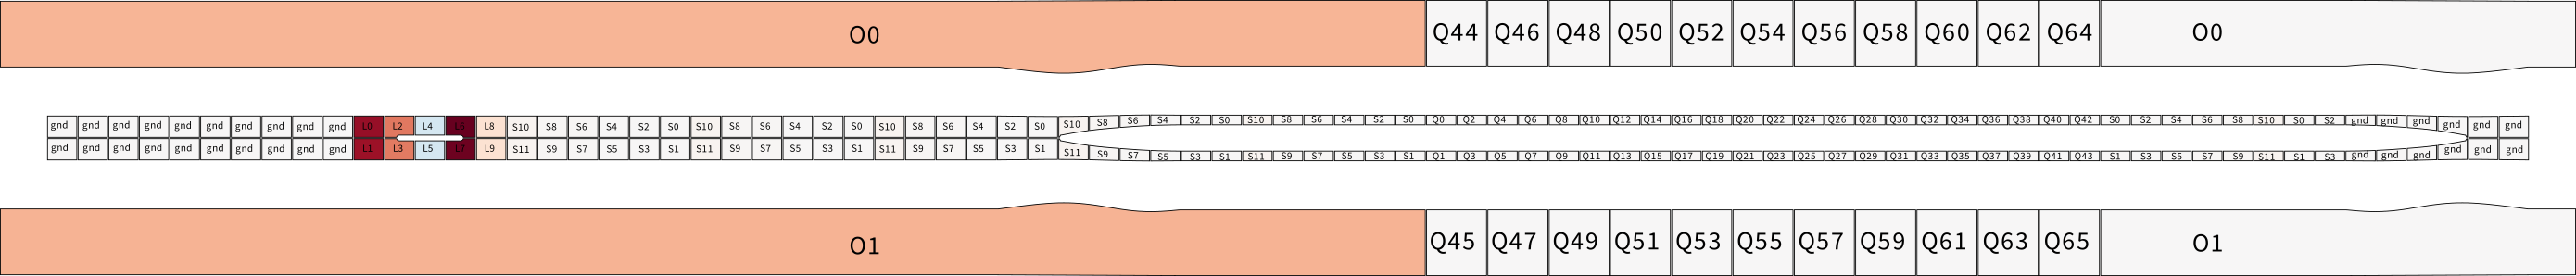 O0 Q44 Q46 Q48 Q50 Q52 Q54 Q56 Q58 Q60 Q62 Q64 O0
gnd gnd gnd gnd gnd gnd gnd gnd gnd gnd L0 L2 L4 L6 L8 S10 S8 S6 S4 S2 S0 S10 S8 S6 S4 S2 S0 S10 S8 S6 S4 S2 S0 S10 S8 S6 S4 S2 S0 S10 S8 S6 S4 S2 S0 Q0 Q2 Q4 Q6 Q8 Q10 Q12 Q14 Q16 Q18 Q20 Q22 Q24 Q26 Q28 Q30 Q32 Q34 Q36 Q38 Q40 Q42 S0 S2 S4 S6 S8 S10 S0 S2 gnd gnd gnd gnd gnd gnd
gnd gnd gnd gnd gnd gnd gnd gnd gnd gnd L1 L3 L5 L7 L9 S11 S9 S7 S5 S3 S1 S11 S9 S7 S5 S3 S1 S11 S9 S7 S5 S3 S1 S11 S9 S7 S5 S3 S1 S11 S9 S7 S5 S3 S1 Q1 Q3 Q5 Q7 Q9 Q11 Q13 Q15 Q17 Q19 Q21 Q23 Q25 Q27 Q29 Q31 Q33 Q35 Q37 Q39 Q41 Q43 S1 S3 S5 S7 S9 S11 S1 S3 gnd gnd gnd gnd gnd gnd
O1 Q45 Q47 Q49 Q51 Q53 Q55 Q57 Q59 Q61 Q63 Q65 O1